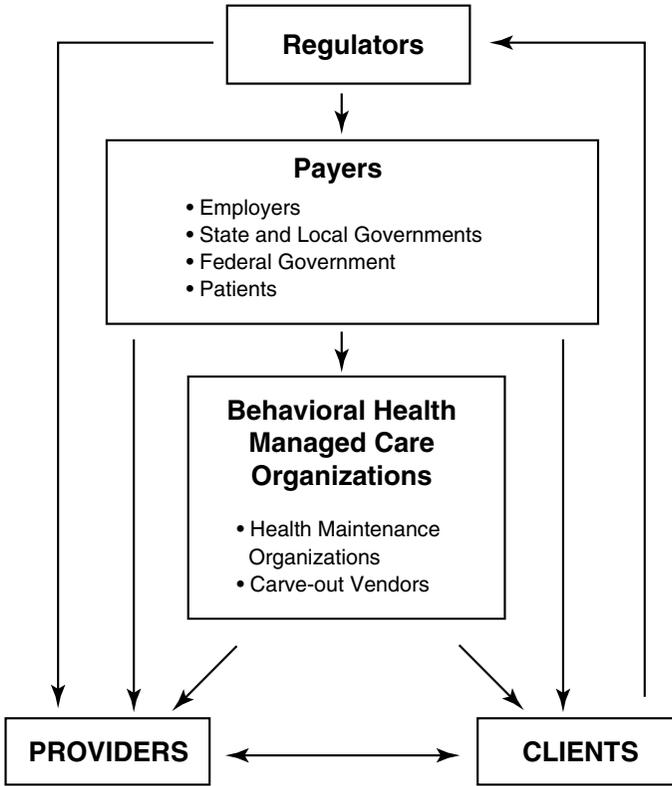 Regulators
Payers
• Employers
• State and Local Governments
• Federal Government
• Patients
Behavioral Health
Managed Care
Organizations
• Health Maintenance
Organizations
• Carve-out Vendors
PROVIDERS
CLIENTS